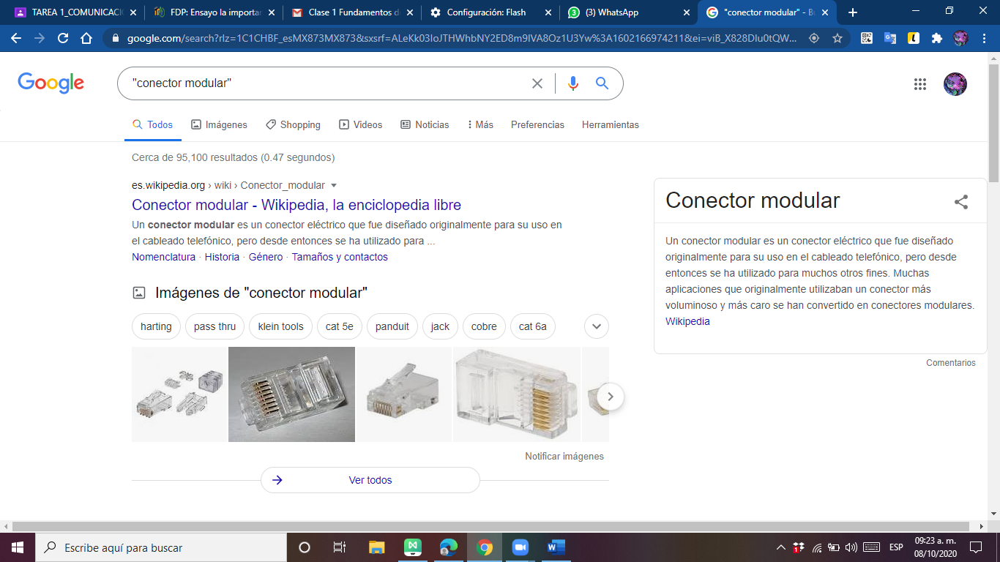 TAREA 1_COMUNICACI
FDP: Ensayo la importan
Clase 1 Fundamentos d
Configuración: Flash
(3) WhatsApp
"conector modular" - B
google.com/search?rlz=1C1CHBF_esMX873MX873&sxsrf=ALeKk03IoJTHWhbNY2ED8m9lVA8Oz1U3Yw%3A1602166974211&ei=viB_X828DIu0tQW...
Google
"conector modular"
Todos
Imágenes
Shopping
Videos
Noticias
Más
Preferencias
Herramientas
Cerca de 95,100 resultados (0.47 segundos)
es.wikipedia.org › wiki › Conector_modular
Conector modular - Wikipedia, la enciclopedia libre
Un conector modular es un conector eléctrico que fue diseñado originalmente para su uso en
el cableado telefónico, pero desde entonces se ha utilizado para ...
Nomenclatura · Historia · Género · Tamaños y contactos
Imágenes de "conector modular"
harting
pass thru
klein tools
cat 5e
panduit
jack
cobre
cat 6a
Notificar imágenes
Ver todos
Conector modular
Un conector modular es un conector eléctrico que fue diseñado
originalmente para su uso en el cableado telefónico, pero desde
entonces se ha utilizado para muchos otros fines. Muchas
aplicaciones que originalmente utilizaban un conector más
voluminoso y más caro se han convertido en conectores modulares.
Wikipedia
Comentarios
Escribe aquí para buscar
ESP
09:23 a. m.
08/10/2020